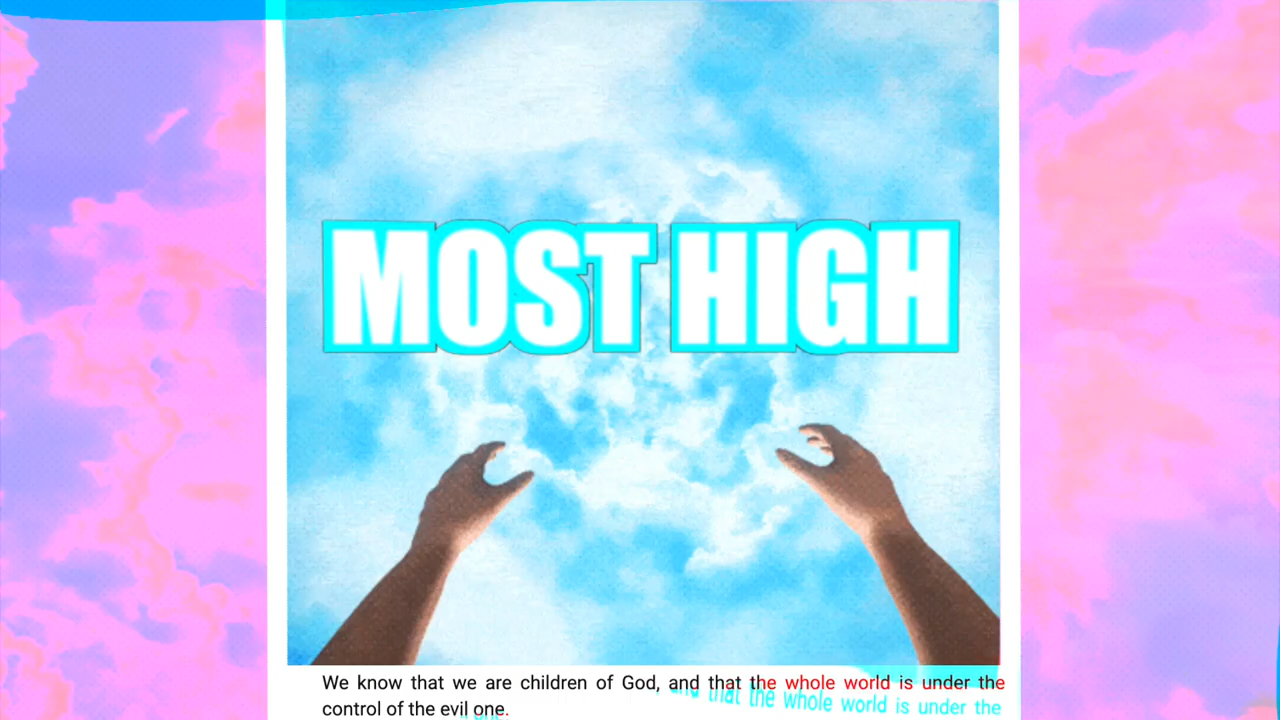 MOST HIGH
We know that we are children of God, and that the whole world is under the
and that the whole world is under the
control of the evil one.